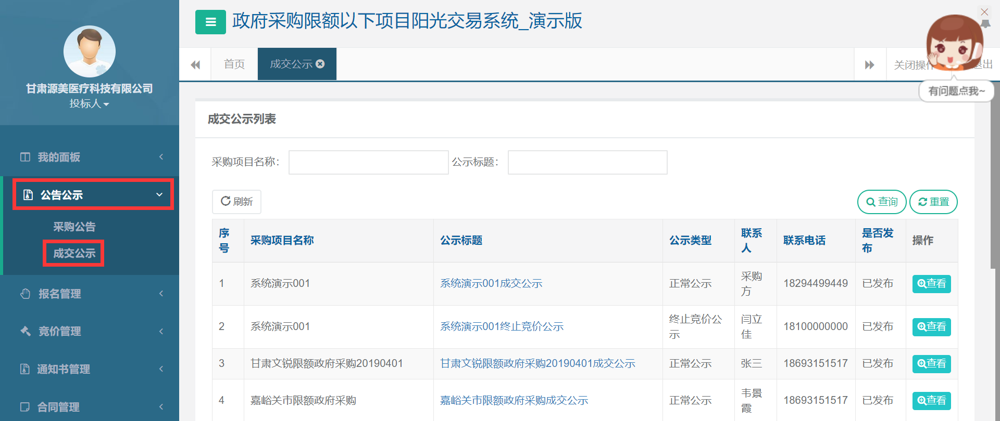 政府采购限额以下项目阳光交易系统_演示版
甘肃源美医疗科技有限公司
投标人
我的面板
公告公示
采购公告
成交公示
报名管理
竞价管理
通知书管理
合同管理
首页
成交公示
关闭操作
退出
有问题点我~
成交公示列表
采购项目名称：
公示标题：
刷新
查询
重置
序号 采购项目名称 公示标题 公示类型 联系人 联系电话 是否发布 操作
1 系统演示001 系统演示001成交公示 正常公示 采购方 18294499449 已发布 查看
2 系统演示001 系统演示001终止竞价公示 终止竞价公示 闫立佳 18100000000 已发布 查看
3 甘肃文锐限额政府采购20190401 甘肃文锐限额政府采购20190401成交公示 正常公示 张三 18693151517 已发布 查看
4 嘉峪关市限额政府采购 嘉峪关市限额政府采购成交公示 正常公示 韦景霞 18693151517 已发布 查看